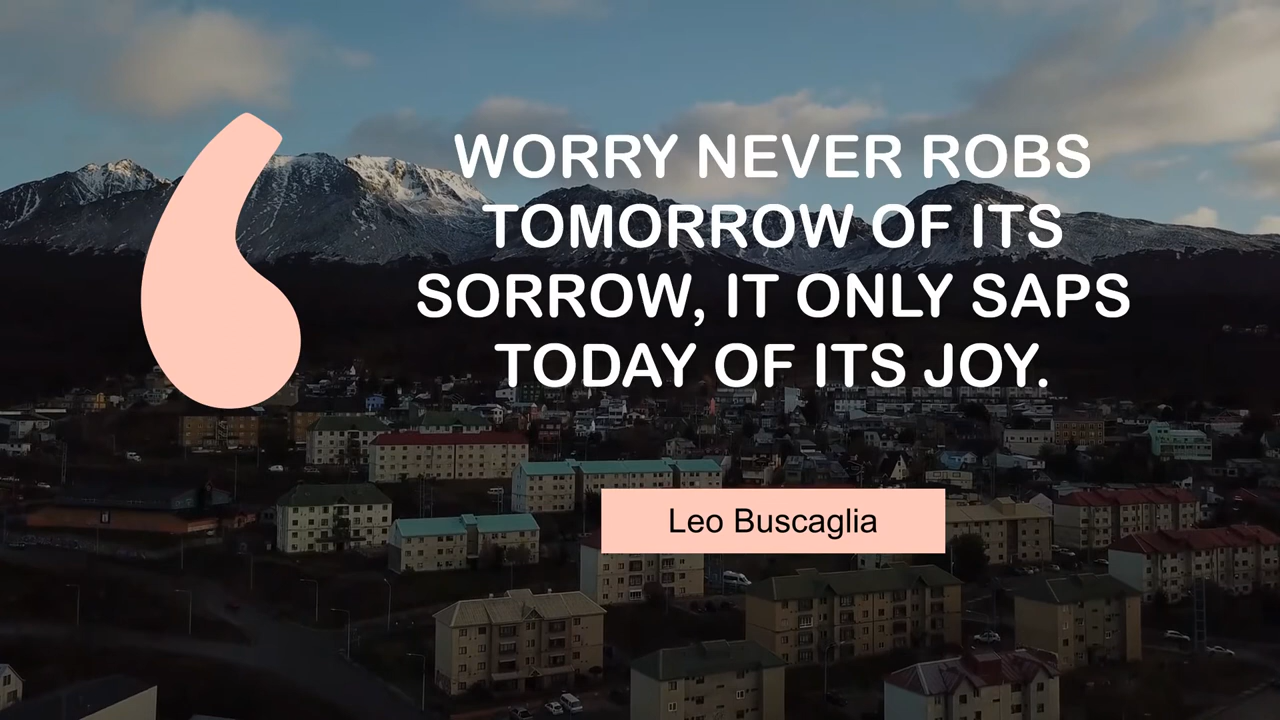 WORRY NEVER ROBS
TOMORROW OF ITS
SORROW, IT ONLY SAPS
TODAY OF ITS JOY.
Leo Buscaglia